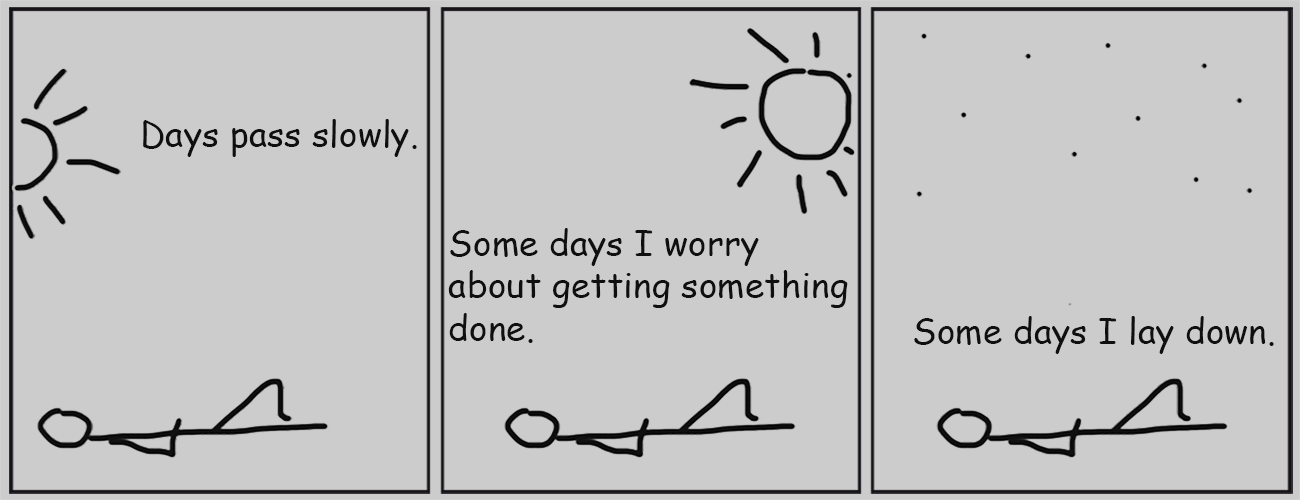 Days pass slowly.
Some days I worry
about getting something
done.
Some days I lay down.